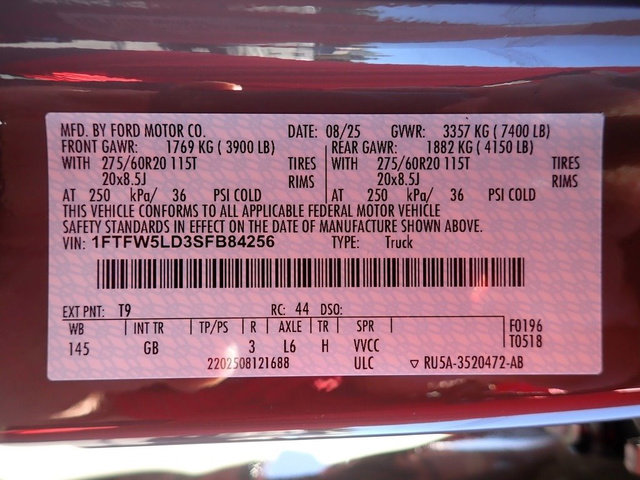 MFD. BY FORD MOTOR CO. DATE: 08/25 GVWR: 3357 KG ( 7400 LB)
FRONT GAWR: 1769 KG ( 3900 LB) REAR GAWR: 1882 KG ( 4150 LB)
WITH 275/60R20 115T TIRES WITH 275/60R20 115T TIRES
20x8.5J RIMS 20x8.5J RIMS
AT 250 kPa/ 36 PSI COLD AT 250 kPa/ 36 PSI COLD
THIS VEHICLE CONFORMS TO ALL APPLICABLE FEDERAL MOTOR VEHICLE
SAFETY STANDARDS IN EFFECT ON THE DATE OF MANUFACTURE SHOWN ABOVE.
VIN: 1FTFW5LD3SFB84256 TYPE: Truck
EXT PNT: T9 RC: 44 DSO:
WB INT TR TP/PS R AXLE TR SPR F0196
145 GB 3 L6 H VVCC T0518
2202508121688 ULC ▽ RU5A-3520472-AB